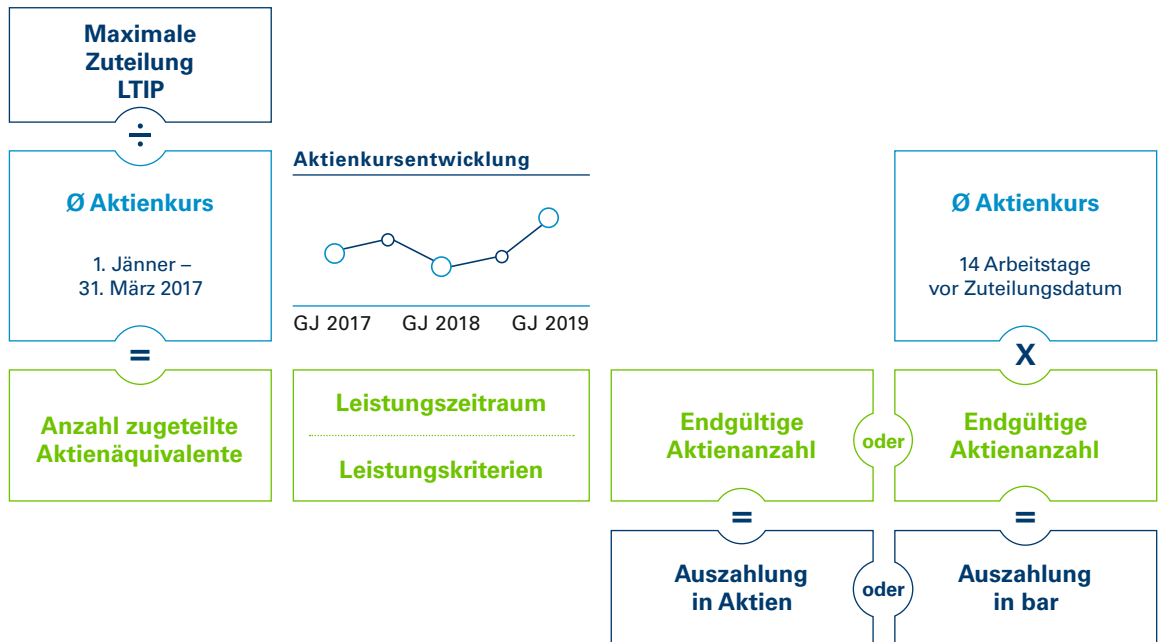 Maximale
Zuteilung
LTIP
÷
Ø Aktienkurs
1. Jänner –
31. März 2017
=
Anzahl zugeteilte
Aktienäquivalente
Aktienkursentwicklung
GJ 2017 GJ 2018 GJ 2019
Leistungszeitraum
Leistungskriterien
Endgültige
Aktienanzahl
=
Auszahlung
in Aktien
oder
oder
Ø Aktienkurs
14 Arbeitstage
vor Zuteilungsdatum
X
Endgültige
Aktienanzahl
=
Auszahlung
in bar